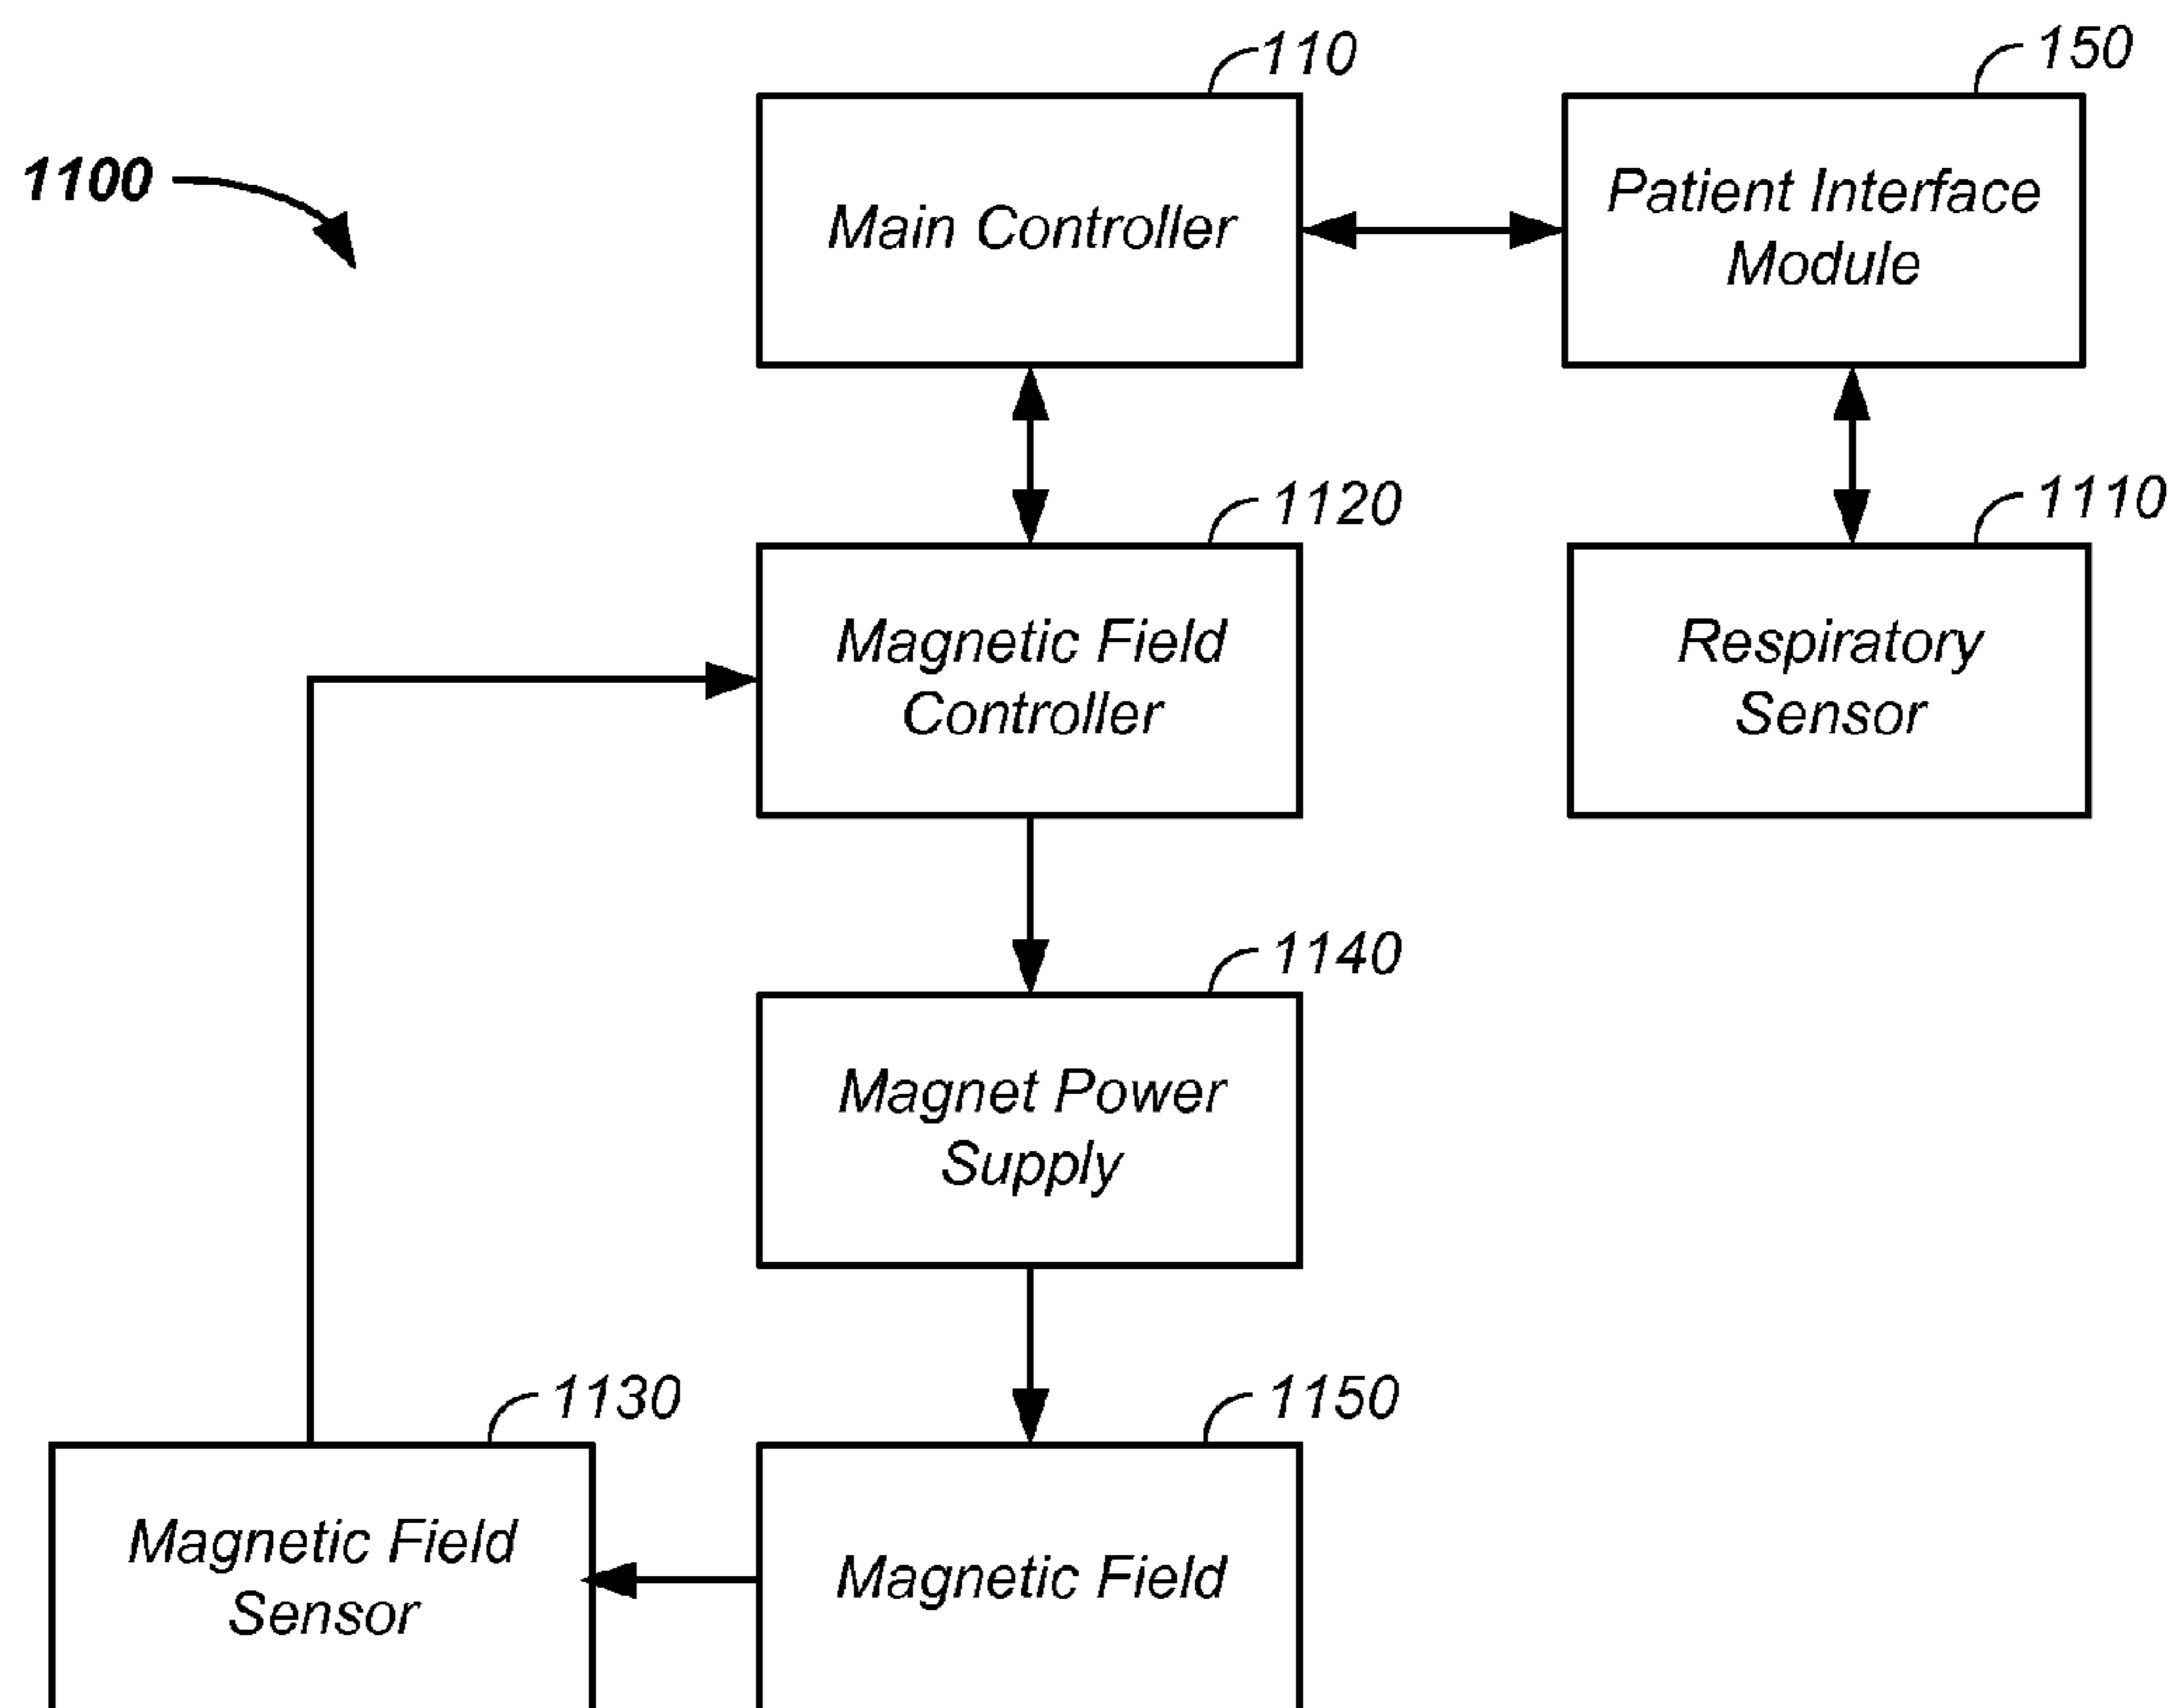 110
150
1100
Main Controller
Patient Interface
Module
1120
1110
Magnetic Field
Controller
Respiratory
Sensor
1140
Magnet Power
Supply
1130
1150
Magnetic Field
Sensor
Magnetic Field